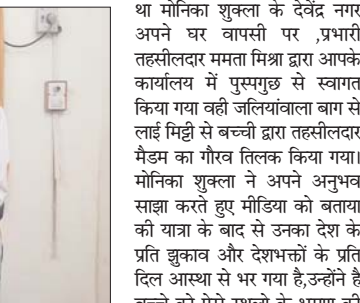 था मोनिका शुक्ला के देवेंद्र नगर
अपने घर वापसी पर ,प्रभारी
तहसीलदार ममता मिश्रा द्वारा आपके
कार्यालय में पुस्पगुछ से स्वागत
किया गया वही जलियांवाला बाग से
लाई मिट्टी से बच्ची द्वारा तहसीलदार
मैडम का गौरव तिलक किया गया।
मोनिका शुक्ला ने अपने अनुभव
साझा करते हुए मीडिया को बताया
की यात्रा के बाद से उनका देश के
प्रति झुकाव और देशभक्तों के प्रति
दिल आस्था से भर गया है,उन्होंने है